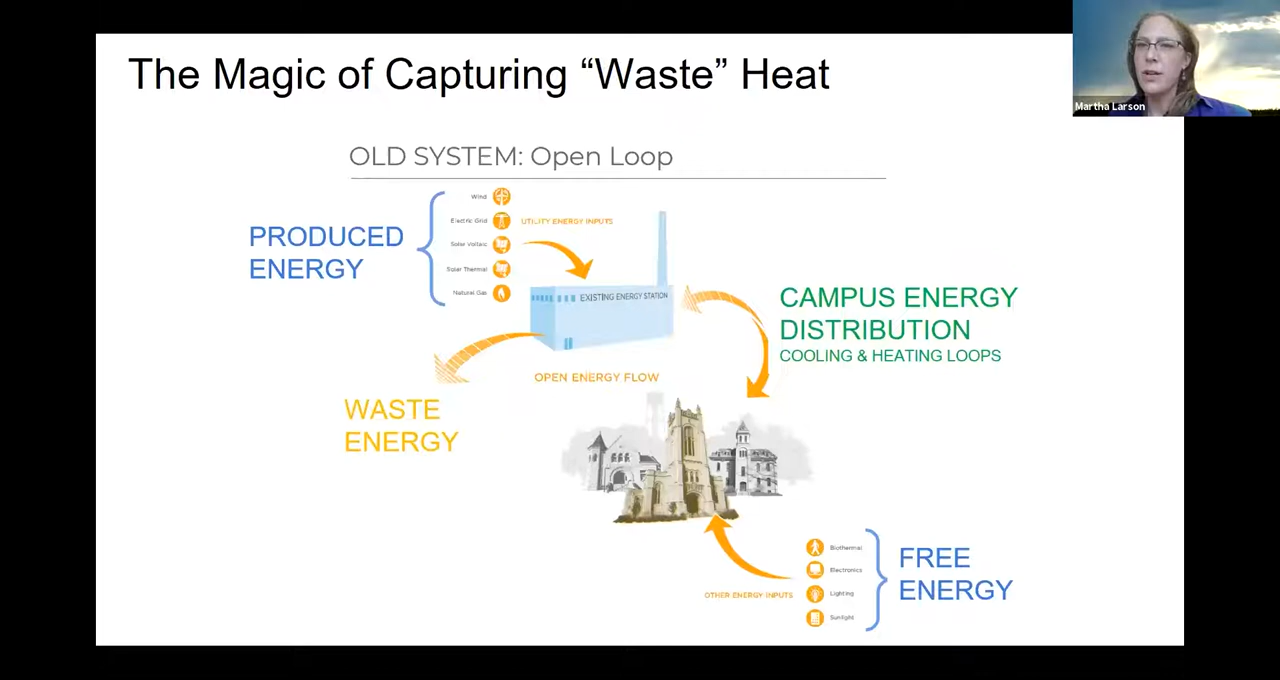 The Magic of Capturing “Waste” Heat
Martha Larson
OLD SYSTEM: Open Loop
PRODUCED
ENERGY
Wind
Electric Grid
Solar Voltaic
Solar Thermal
Natural Gas
UTILITY ENERGY INPUTS
EXISTING ENERGY STATION
CAMPUS ENERGY
DISTRIBUTION
COOLING & HEATING LOOPS
OPEN ENERGY FLOW
WASTE
ENERGY
OTHER ENERGY INPUTS
Biothermal
Electronics
Lighting
Sunlight
FREE
ENERGY